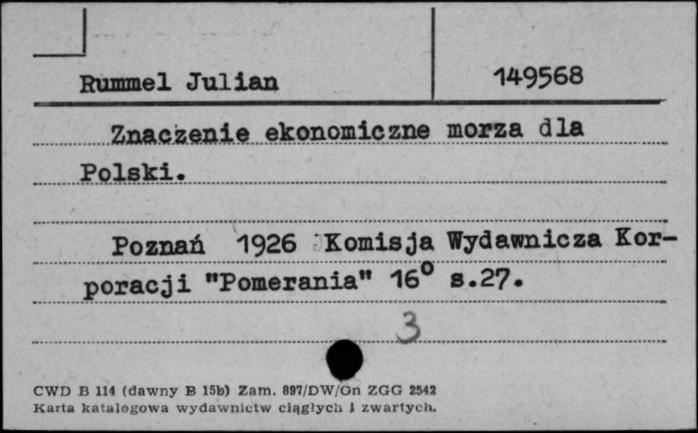 Rummel Julian 149568
Znaczenie ekonomiczne morza dla
Polski.
Poznań 1926 Komisja Wydawnicza Kor-
poracji "Pomerania" 16° s.27.
3
CWD B 114 (dawny B 15b) Zam. 897/DW/On ZGG 2542
Karta katalogowa wydawnictw ciągłych i zwartych.